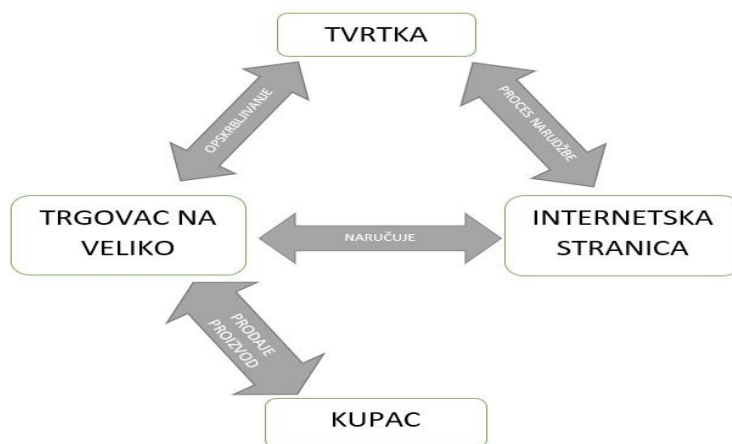 TVRTKA
OPSKRBLJIVANJE
PROCES NARUDŽBE
TRGOVAC NA
VELIKO
NARUČUJE
INTERNETSKA
STRANICA
PRODAJE
PROIZVOD
KUPAC